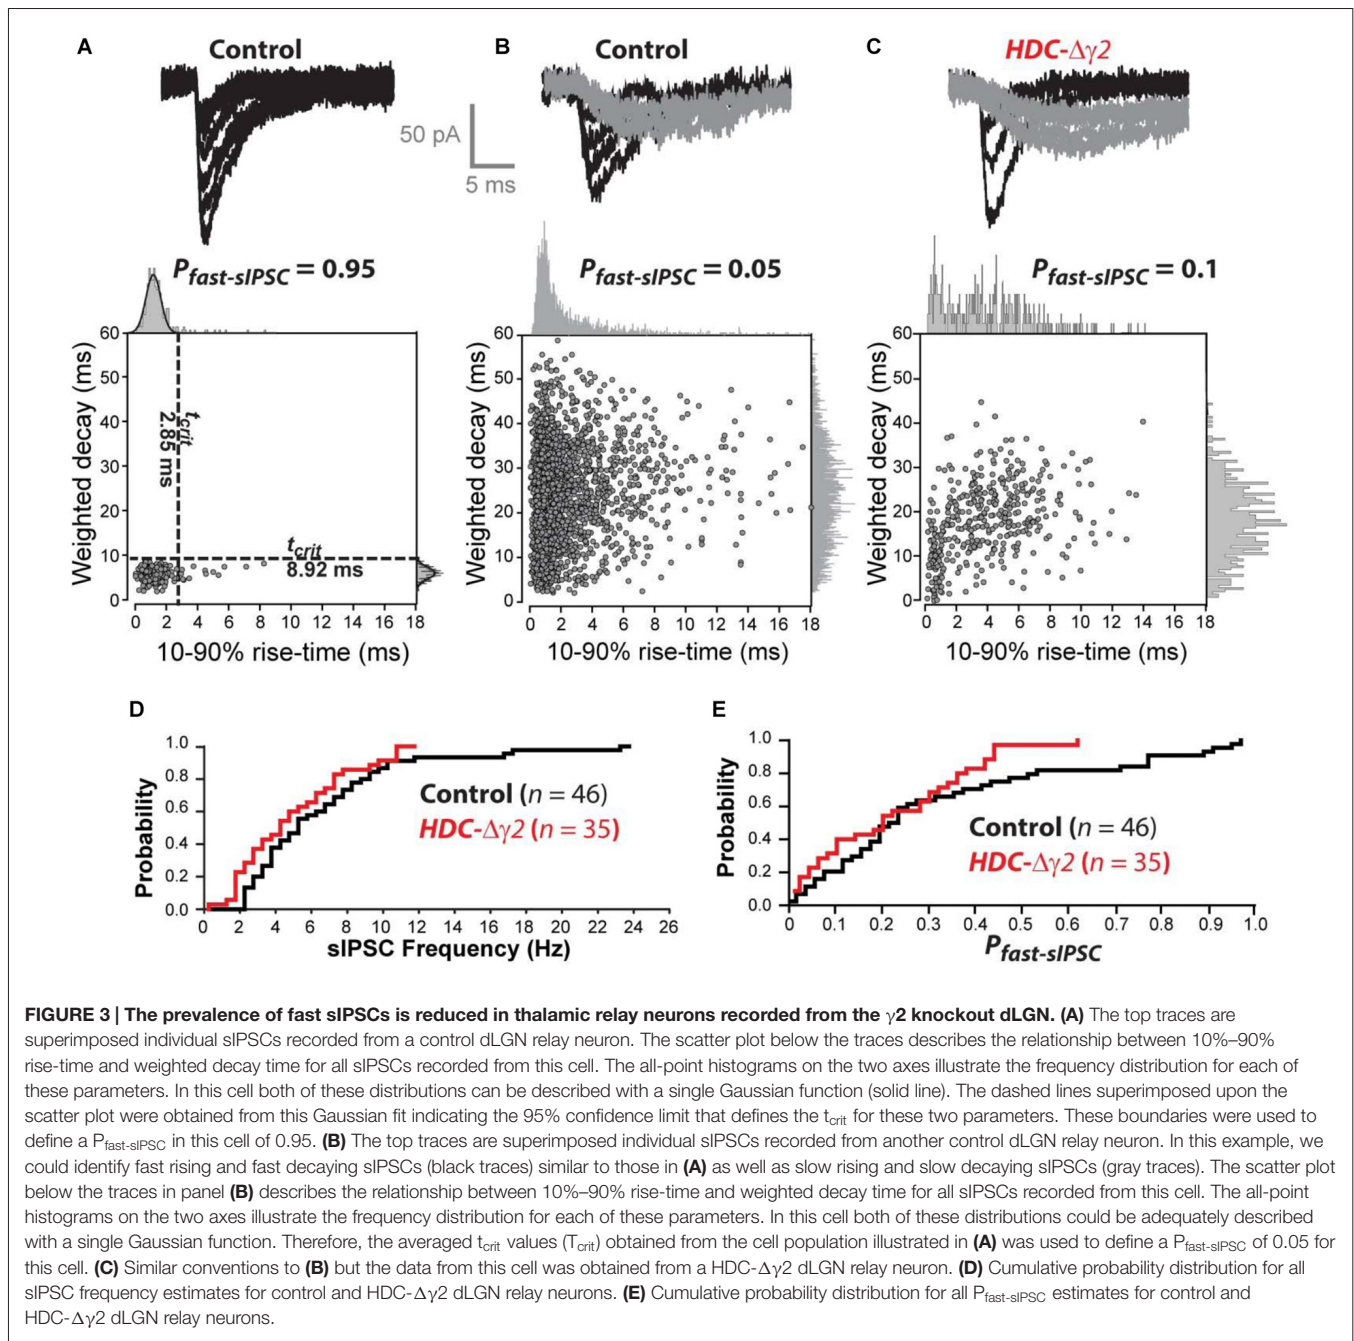 A
Control
B
Control
C
HDC-Δγ2
50 pA
5 ms
Pfast-sIPSC = 0.95
Pfast-sIPSC = 0.05
Pfast-sIPSC = 0.1
Weighted decay (ms)
60
50
40
30
20
10
0
tcrit
2.85 ms
tcrit
8.92 ms
0 2 4 6 8 10 12 14 16 18
10-90% rise-time (ms)
Weighted decay (ms)
60
50
40
30
20
10
0
0 2 4 6 8 10 12 14 16 18
10-90% rise-time (ms)
Weighted decay (ms)
60
50
40
30
20
10
0
0 2 4 6 8 10 12 14 16 18
10-90% rise-time (ms)
D
Probability
1.0
0.8
0.6
0.4
0.2
0.0
Control (n = 46)
HDC-Δγ2 (n = 35)
0 2 4 6 8 10 12 14 16 18 20 22 24 26
sIPSC Frequency (Hz)
E
Probability
1.0
0.8
0.6
0.4
0.2
0.0
Control (n = 46)
HDC-Δγ2 (n = 35)
0 0.1 0.2 0.3 0.4 0.5 0.6 0.7 0.8 0.9 1.0
Pfast-sIPSC
FIGURE 3 | The prevalence of fast sIPSCs is reduced in thalamic relay neurons recorded from the γ2 knockout dLGN. (A) The top traces are
superimposed individual sIPSCs recorded from a control dLGN relay neuron. The scatter plot below the traces describes the relationship between 10%–90%
rise-time and weighted decay time for all sIPSCs recorded from this cell. The all-point histograms on the two axes illustrate the frequency distribution for each of
these parameters. In this cell both of these distributions can be described with a single Gaussian function (solid line). The dashed lines superimposed upon the
scatter plot were obtained from this Gaussian fit indicating the 95% confidence limit that defines the tcrit for these two parameters. These boundaries were used to
define a Pfast-sIPSC in this cell of 0.95. (B) The top traces are superimposed individual sIPSCs recorded from another control dLGN relay neuron. In this example, we
could identify fast rising and fast decaying sIPSCs (black traces) similar to those in (A) as well as slow rising and slow decaying sIPSCs (gray traces). The scatter plot
below the traces in panel (B) describes the relationship between 10%–90% rise-time and weighted decay time for all sIPSCs recorded from this cell. The all-point
histograms on the two axes illustrate the frequency distribution for each of these parameters. In this cell both of these distributions could be adequately described
with a single Gaussian function. Therefore, the averaged tcrit values (Tcrit) obtained from the cell population illustrated in (A) was used to define a Pfast-sIPSC of 0.05 for
this cell. (C) Similar conventions to (B) but the data from this cell was obtained from a HDC-Δγ2 dLGN relay neuron. (D) Cumulative probability distribution for all
sIPSC frequency estimates for control and HDC-Δγ2 dLGN relay neurons. (E) Cumulative probability distribution for all Pfast-sIPSC estimates for control and
HDC-Δγ2 dLGN relay neurons.